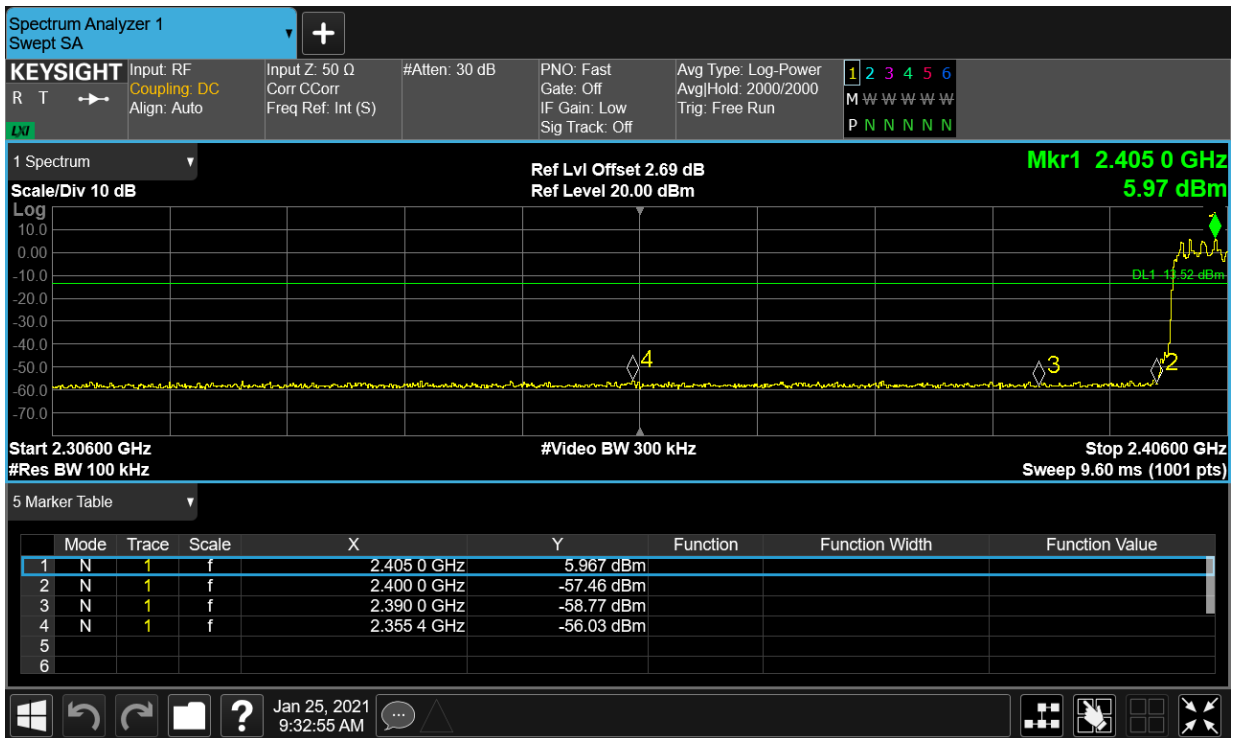 Spectrum Analyzer 1
Swept SA
+
KEYSIGHT
R T
LXI
Input: RF
Coupling: DC
Align: Auto
Input Z: 50 Ω
Corr CCorr
Freq Ref: Int (S)
#Atten: 30 dB
PNO: Fast
Gate: Off
IF Gain: Low
Sig Track: Off
Avg Type: Log-Power
Avg|Hold: 2000/2000
Trig: Free Run
1 2 3 4 5 6
M W W W W W
P N N N N N
1 Spectrum
Scale/Div 10 dB
Log
Ref Lvl Offset 2.69 dB
Ref Level 20.00 dBm
Mkr1 2.405 0 GHz
5.97 dBm
10.0
0.00
-10.0
-20.0
-30.0
-40.0
-50.0
-60.0
-70.0
DL1 -13.52 dBm
4
3
2
Start 2.30600 GHz
#Res BW 100 kHz
#Video BW 300 kHz
Stop 2.40600 GHz
Sweep 9.60 ms (1001 pts)
5 Marker Table
Mode Trace Scale X Y Function Function Width Function Value
1 N 1 f 2.405 0 GHz 5.967 dBm
2 N 1 f 2.400 0 GHz -57.46 dBm
3 N 1 f 2.390 0 GHz -58.77 dBm
4 N 1 f 2.355 4 GHz -56.03 dBm
5
6
?
Jan 25, 2021
9:32:55 AM